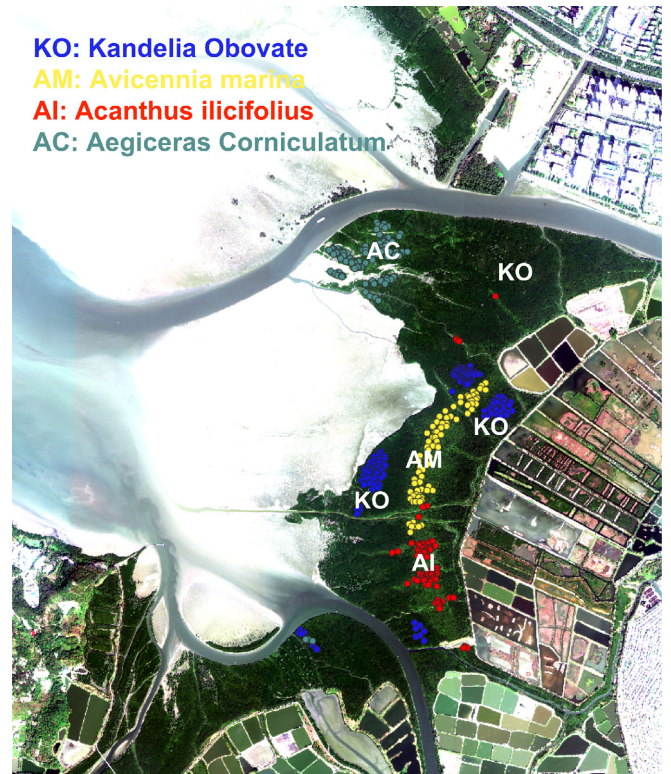 KO: Kandelia Obovate
AM: Avicennia marina
AI: Acanthus ilicifolius
AC: Aegiceras Corniculatum
AC
KO
KO
AM
KO
AI